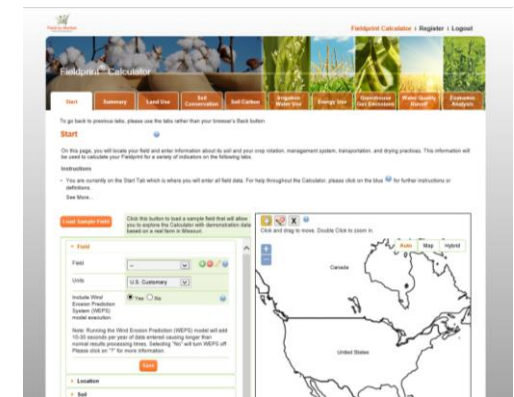 Field to Market
Fieldprint Calculator | Register | Logout
Fieldprint Calculator
Start
Summary
Land Use
Soil Conservation
Soil Carbon
Irrigation Water Use
Energy Use
Greenhouse Gas Emissions
Water Quality Runoff
Economic Analysis
To go back to previous tabs, please use the tabs rather than your browser's Back button.
Start
On this page, you will locate your field and enter information about its soil and your crop rotation, management system, transportation, and drying practices. This information will
be used to calculate your Fieldprint for a variety of indicators on the following tabs.
Instructions
You are currently on the Start Tab which is where you will enter all field data. For help throughout the Calculator, please click on the blue for further instructions or
definitions.
See More...
Load Sample Field
Click this button to load a sample field that will allow
you to explore the Calculator with demonstration data
based on a real farm in Missouri.
Field
Field
--
Units
U.S. Customary
Include Wind
Erosion Prediction
System (WEPS)
model execution.
Yes No
Note: Running the Wind Erosion Prediction (WEPS) model will add
10-30 seconds per year of data entered causing longer than
normal results processing times. Selecting "No" will turn WEPS off.
Please click on "?" for more information.
Save
Location
Soil
X
Click and drag to move. Double Click to zoom in.
+
−
Auto Map Hybrid
Canada
United States